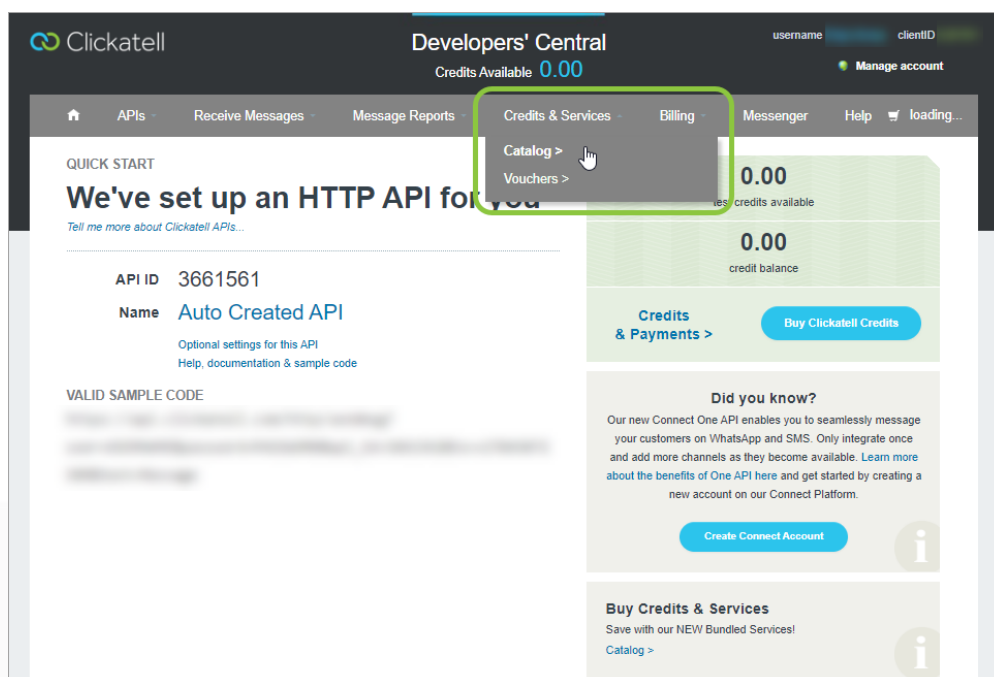 Clickatell
Developers' Central
Credits Available 0.00
username clientID
Manage account
APIs Receive Messages Message Reports Credits & Services Billing Messenger Help loading...
Catalog >
Vouchers >
QUICK START
We've set up an HTTP API for you
Tell me more about Clickatell APIs...
API ID 3661561
Name Auto Created API
Optional settings for this API
Help, documentation & sample code
VALID SAMPLE CODE
0.00
test credits available
0.00
credit balance
Credits
& Payments >
Buy Clickatell Credits
Did you know?
Our new Connect One API enables you to seamlessly message
your customers on WhatsApp and SMS. Only integrate once
and add more channels as they become available. Learn more
about the benefits of One API here and get started by creating a
new account on our Connect Platform.
Create Connect Account
Buy Credits & Services
Save with our NEW Bundled Services!
Catalog >